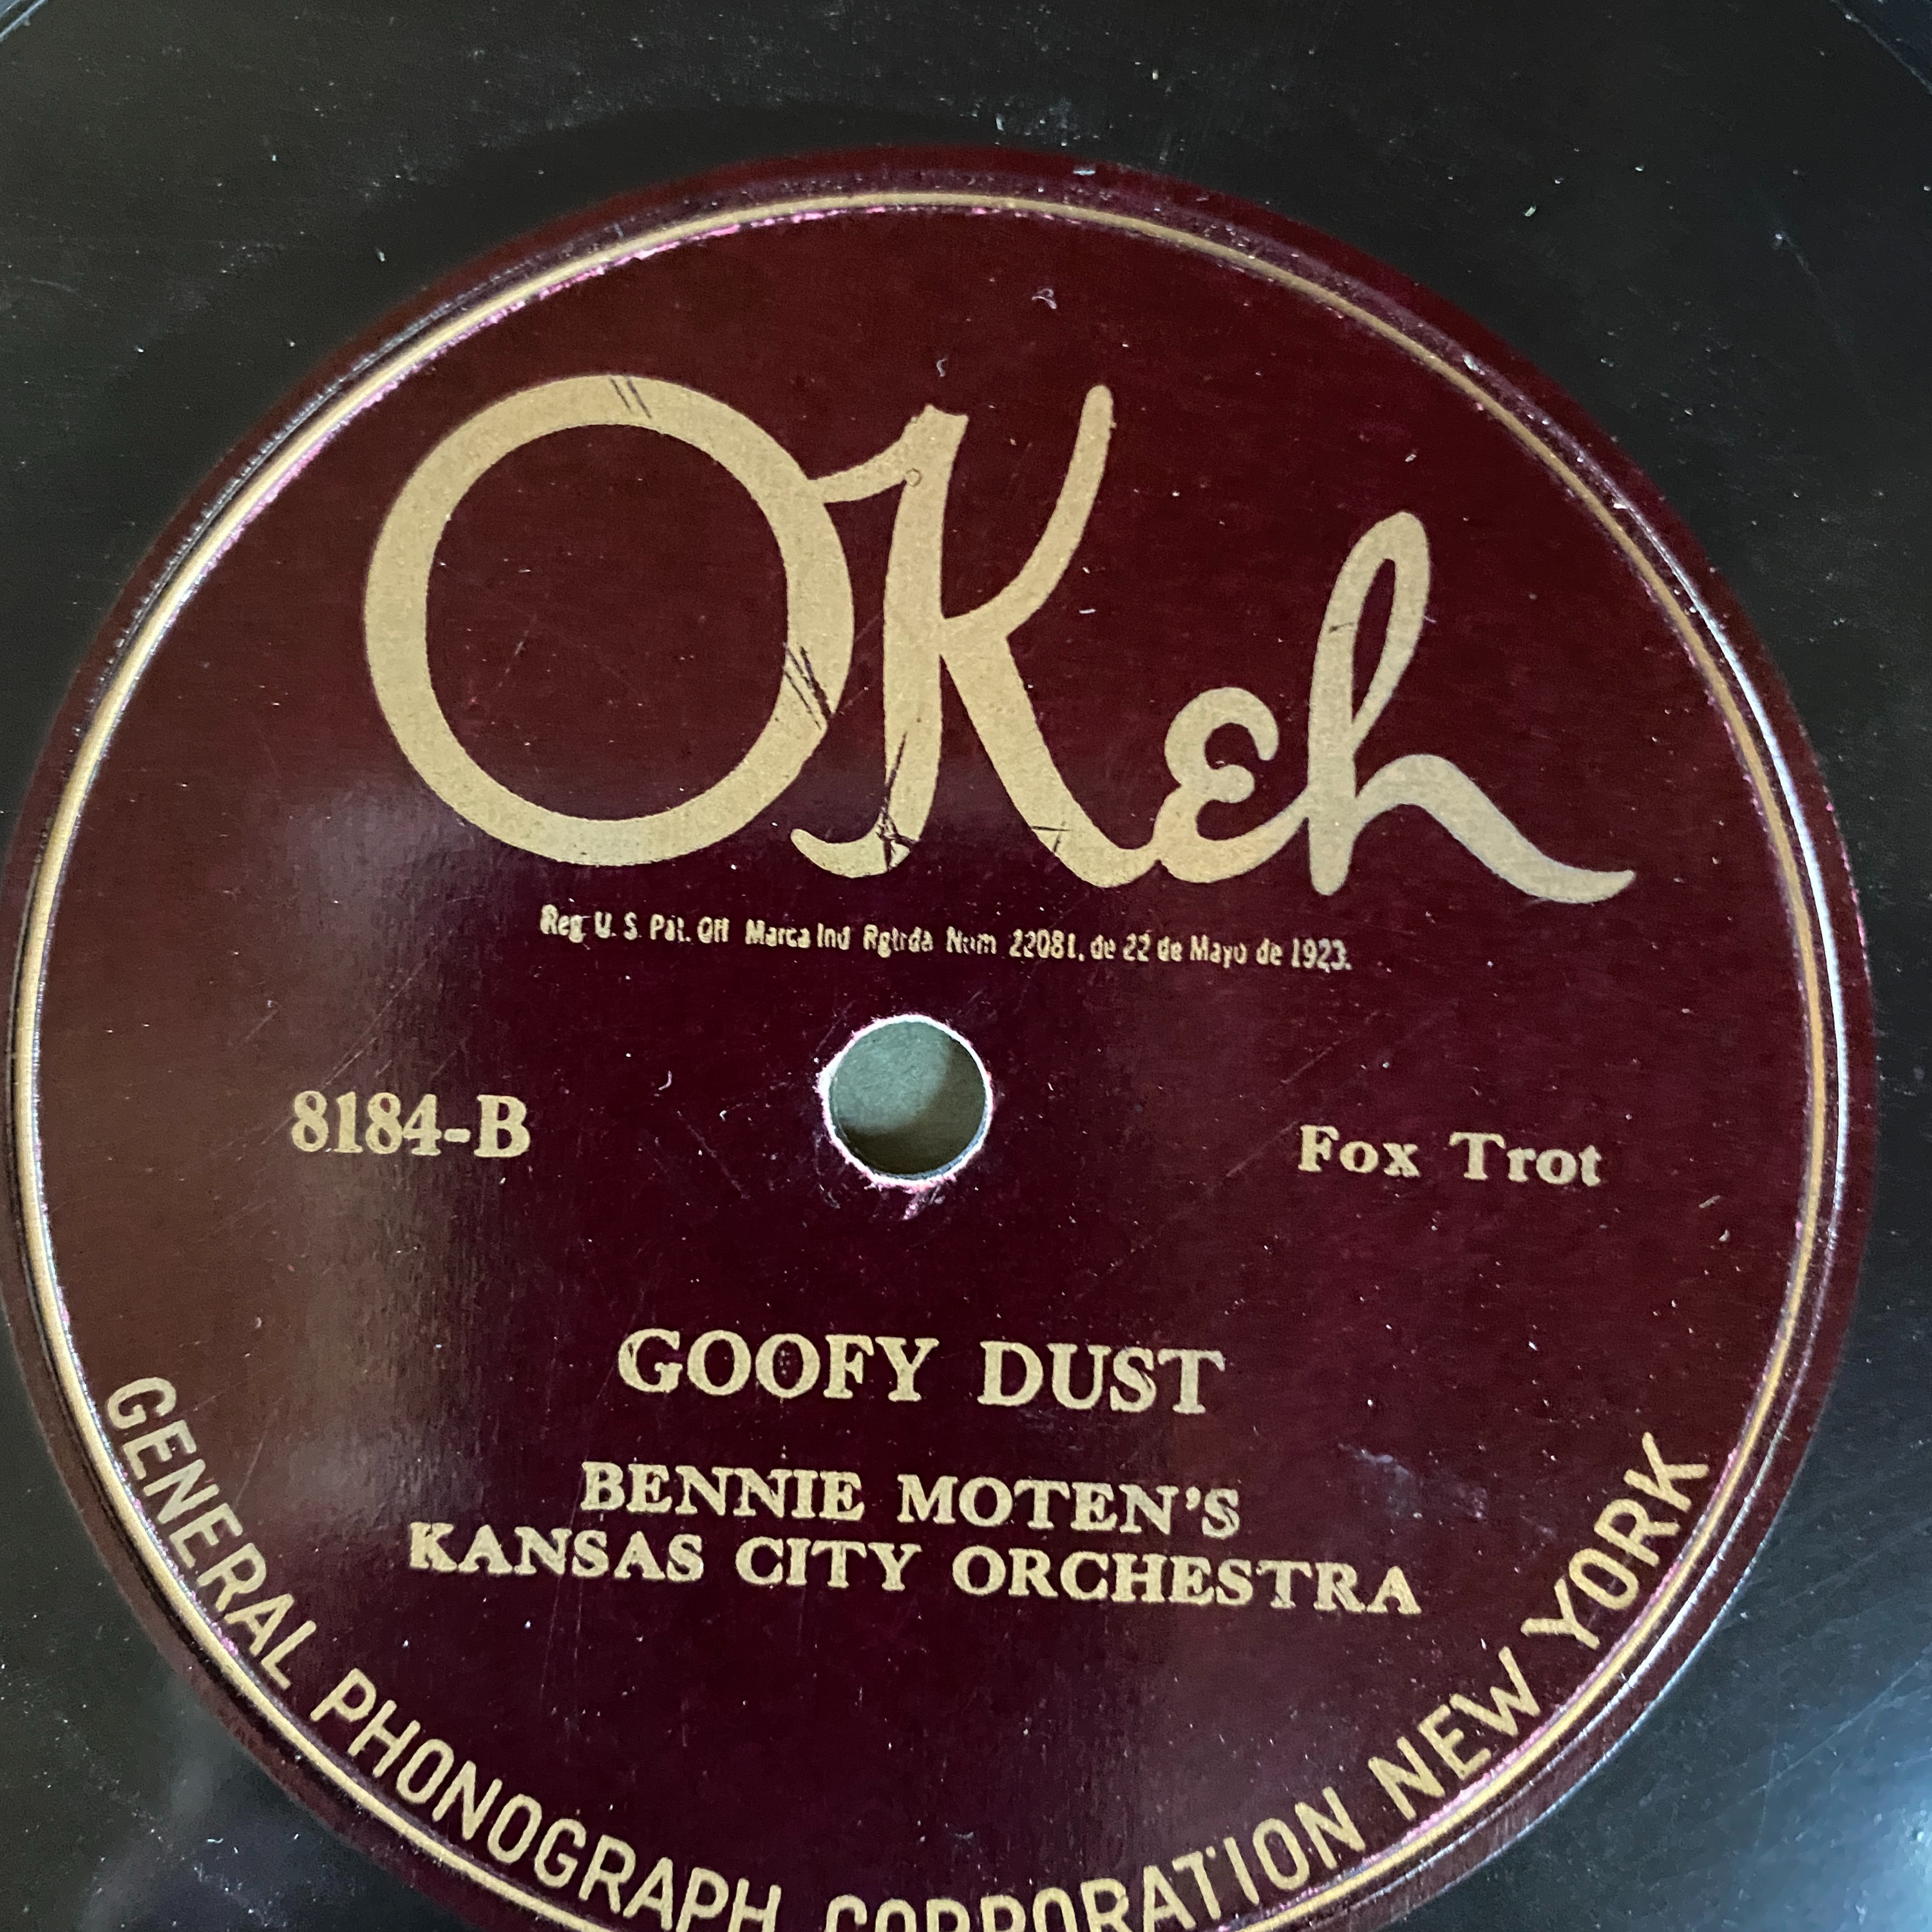 OKeh
Reg. U. S. Pat. Off Marca Ind Rgtrda Num 22081, de 22 de Mayo de 1923.
8184-B
Fox Trot
GOOFY DUST
BENNIE MOTEN'S
KANSAS CITY ORCHESTRA
GENERAL PHONOGRAPH CORPORATION NEW YORK